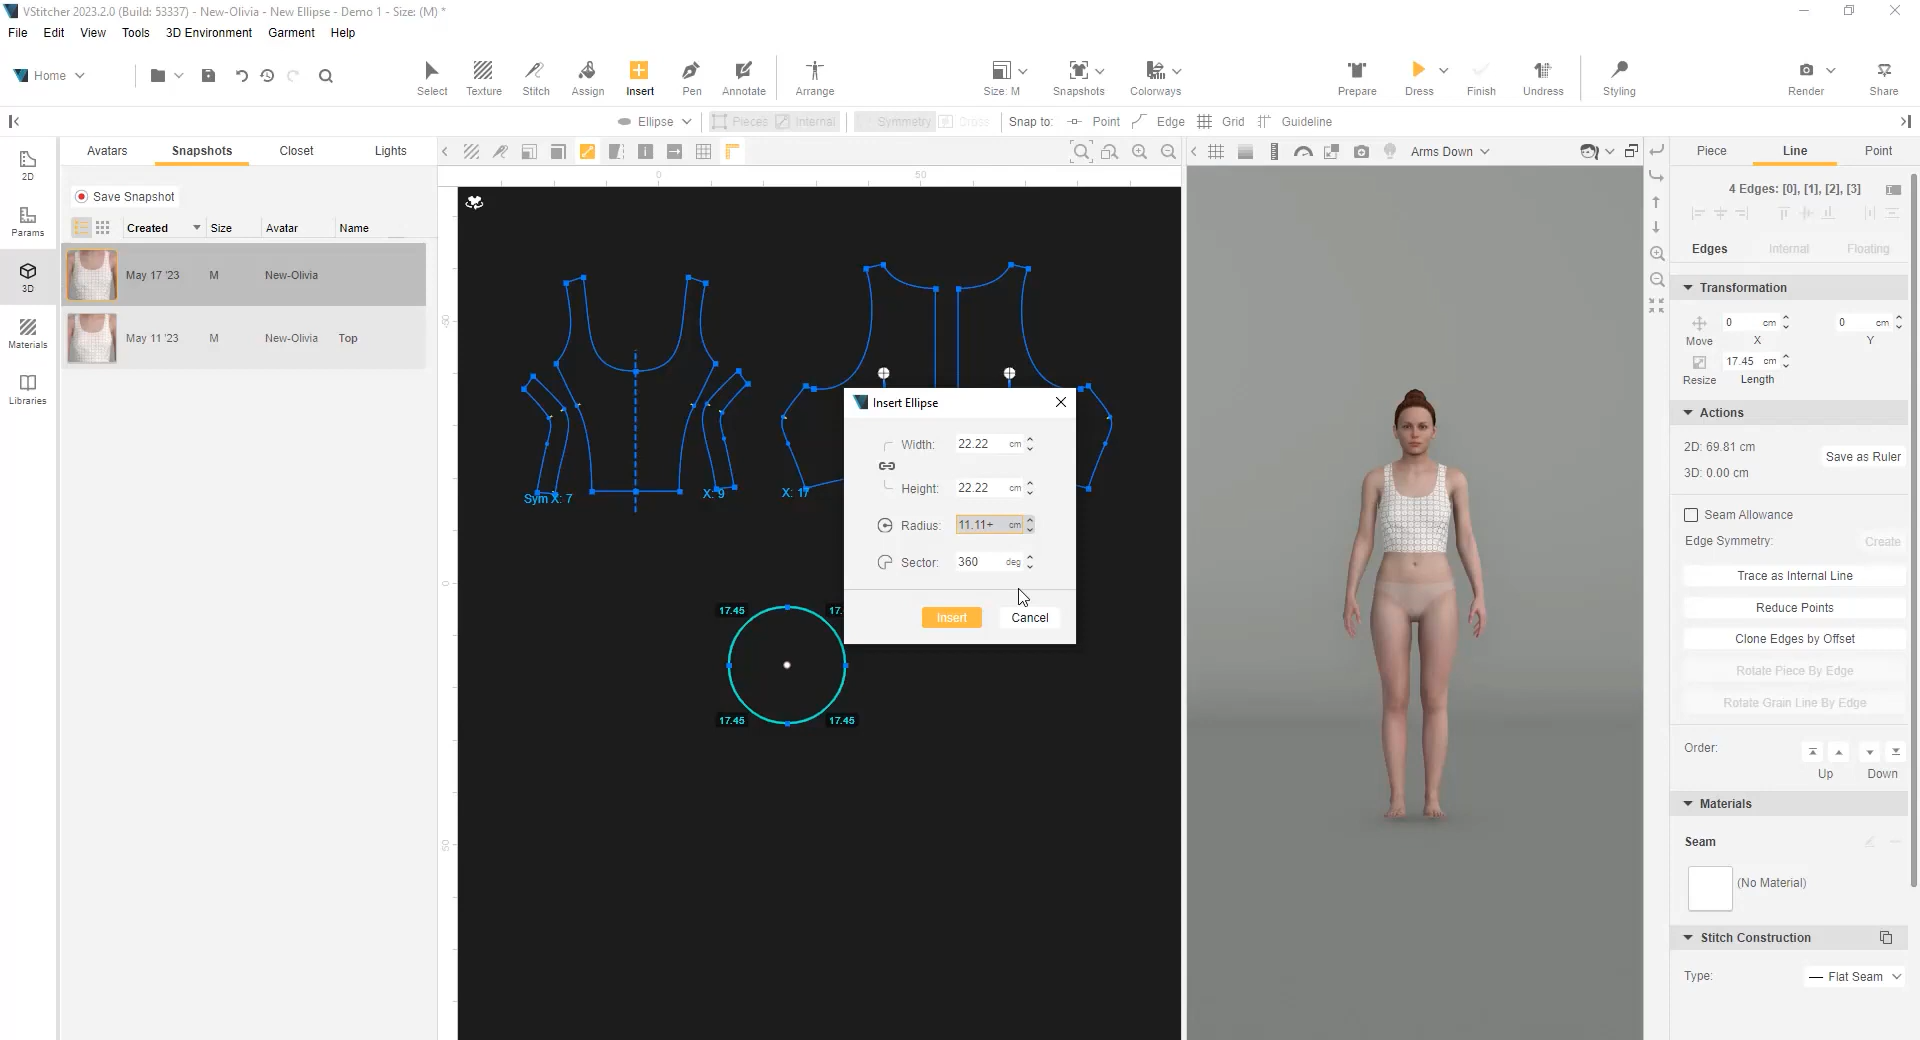 VStitcher 2023.2.0 (Build: 53337) - New-Olivia - New Ellipse - Demo 1 - Size: (M) *
File Edit View Tools 3D Environment Garment Help
Home
Select Texture Stitch Assign Insert Pen Annotate Arrange Size: M Snapshots Colorways Prepare Dress Finish Undress Styling Render Share
Ellipse Pieces Internal Symmetry Cross Snap to: Point Edge Grid Guideline
2D
Params
3D
Materials
Libraries
Avatars Snapshots Closet Lights
Save Snapshot
Created Size Avatar Name
May 17 '23 M New-Olivia
May 11 '23 M New-Olivia Top
0 50
-50
0
50
Sym X: 7
X: 9
X: 17
17.45 17.
17.45 17.45
Insert Ellipse
Width: 22.22 cm
Height: 22.22 cm
Radius: 11.11+ cm
Sector: 360 deg
Insert Cancel
Arms Down
Piece Line Point
4 Edges: [0], [1], [2], [3]
Edges Internal Floating
Transformation
0 cm 0 cm
Move X Y
17.45 cm
Resize Length
Actions
2D: 69.81 cm
Save as Ruler
3D: 0.00 cm
Seam Allowance
Edge Symmetry: Create
Trace as Internal Line
Reduce Points
Clone Edges by Offset
Rotate Piece By Edge
Rotate Grain Line By Edge
Order:
Up Down
Materials
Seam
(No Material)
Stitch Construction
Type: Flat Seam